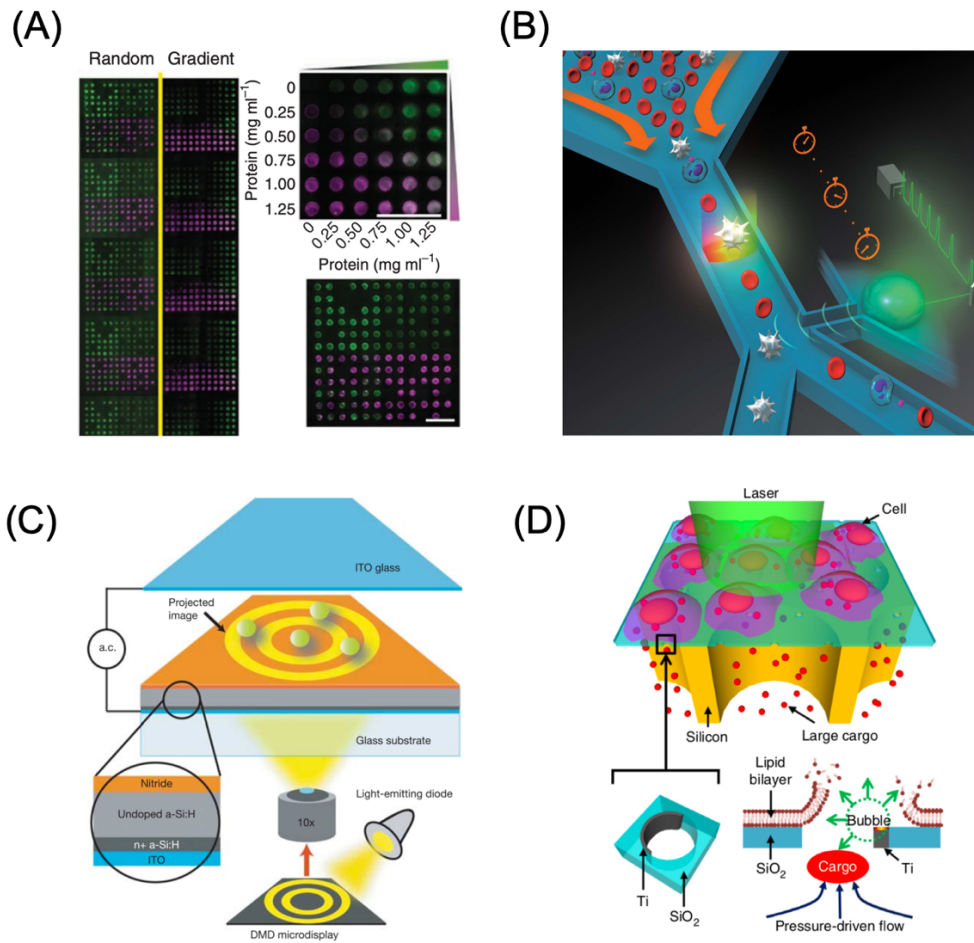 (A)
Random Gradient
Protein (mg ml⁻¹)
0
0.25
0.50
0.75
1.00
1.25
0 0.25 0.50 0.75 1.00 1.25
Protein (mg ml⁻¹)
(B)
(C)
ITO glass
Projected
image
a.c.
Glass substrate
Nitride
Undoped a-Si:H
n+ a-Si:H
ITO
10x
Light-emitting diode
DMD microdisplay
(D)
Laser
Cell
Silicon
Large cargo
Ti
SiO₂
Lipid
bilayer
Bubble
SiO₂
Ti
Cargo
Pressure-driven flow